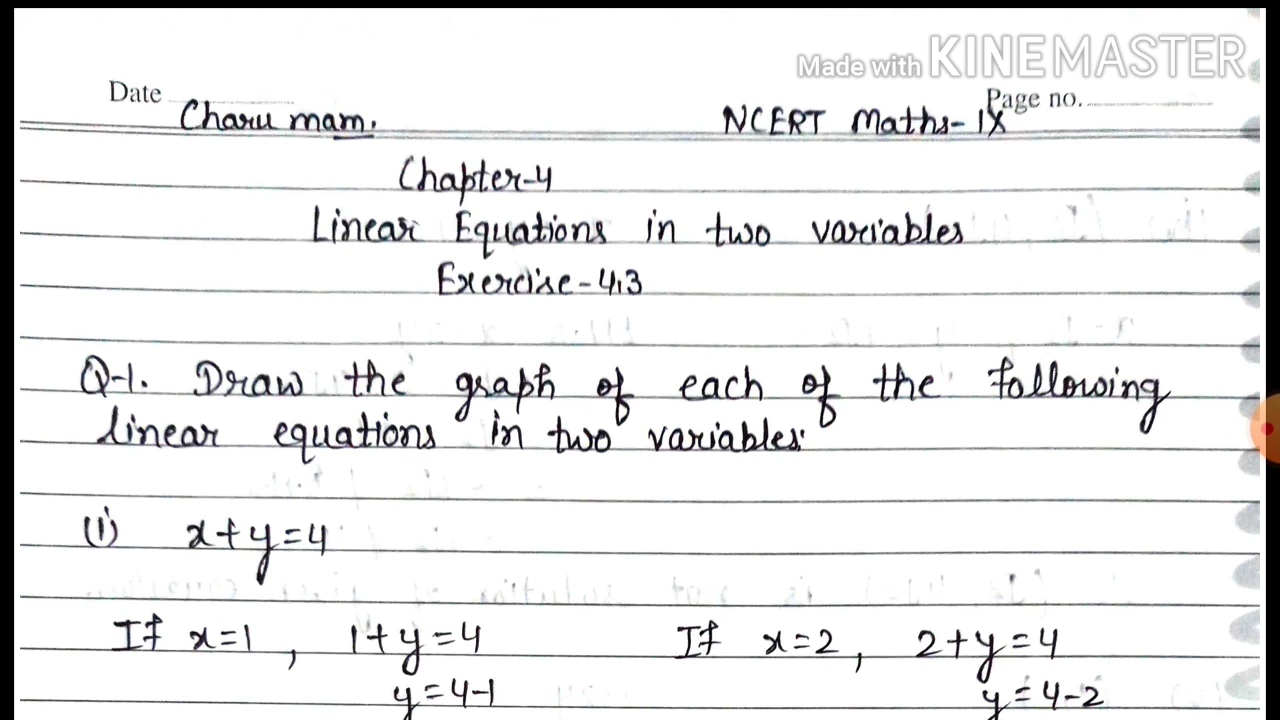 Made with KINEMASTER
Date
Page no.
Charu mam.
NCERT Maths-IX
Chapter-4
Linear Equations in two variables
Exercise-4.3
Q-1. Draw the graph of each of the following
linear equations in two variables:
(i) x+y=4
If x=1, 1+y=4 If x=2, 2+y=4
y=4-1 y=4-2